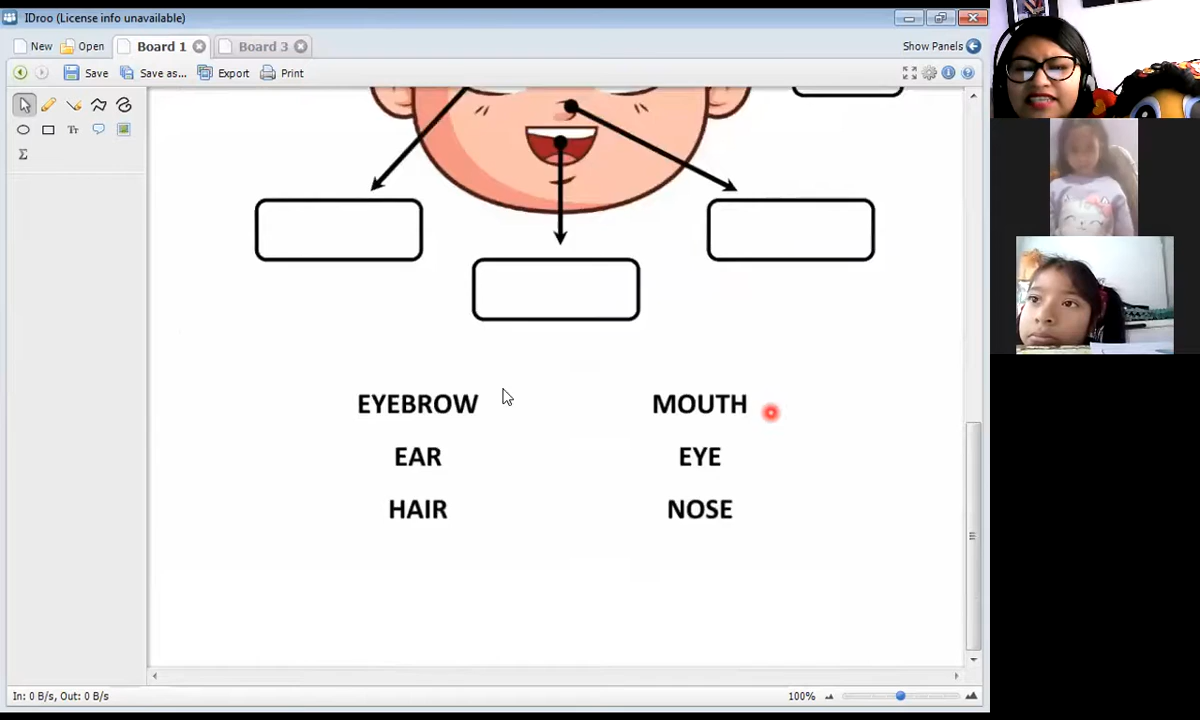 IDroo (License info unavailable)
New Open Board 1 Board 3 Show Panels
Save Save as... Export Print
Tт
Σ
EYEBROW MOUTH
EAR EYE
HAIR NOSE
In: 0 B/s, Out: 0 B/s 100%